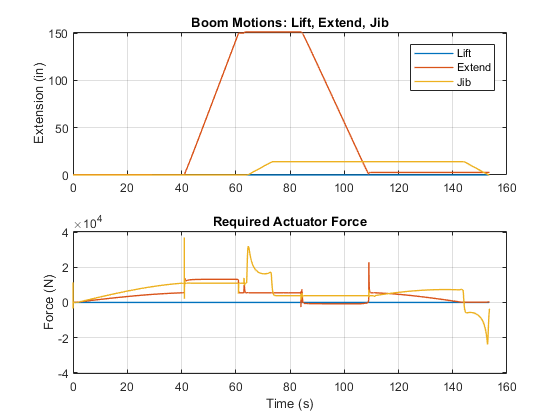 Boom Motions: Lift, Extend, Jib
150
100
50
0
Extension (in)
Lift
Extend
Jib
0 20 40 60 80 100 120 140 160
Required Actuator Force
×10^4
4
2
0
-2
-4
Force (N)
0 20 40 60 80 100 120 140 160
Time (s)